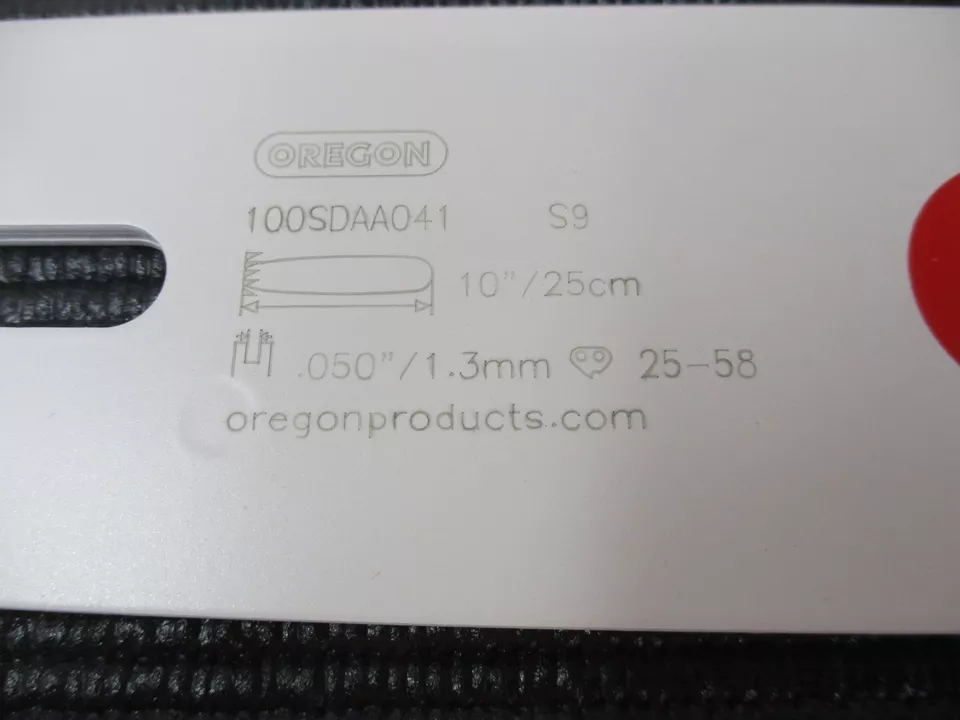 OREGON
100SDAA041 S9
10"/25cm
.050"/1.3mm 25-58
oregonproducts.com